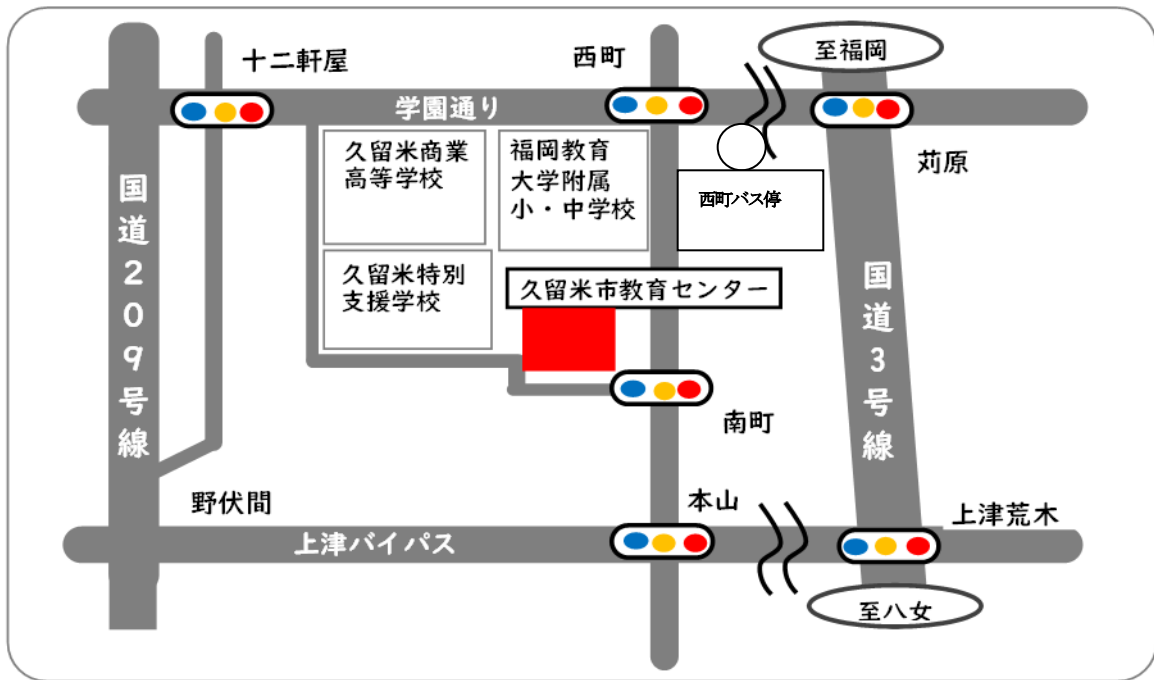 至福岡
十二軒屋
西町
学園通り
苅原
久留米商業
高等学校
福岡教育
大学附属
小・中学校
西町バス停
国道209号線
久留米特別
支援学校
久留米市教育センター
国道3号線
南町
野伏間
本山
上津荒木
上津バイパス
至八女